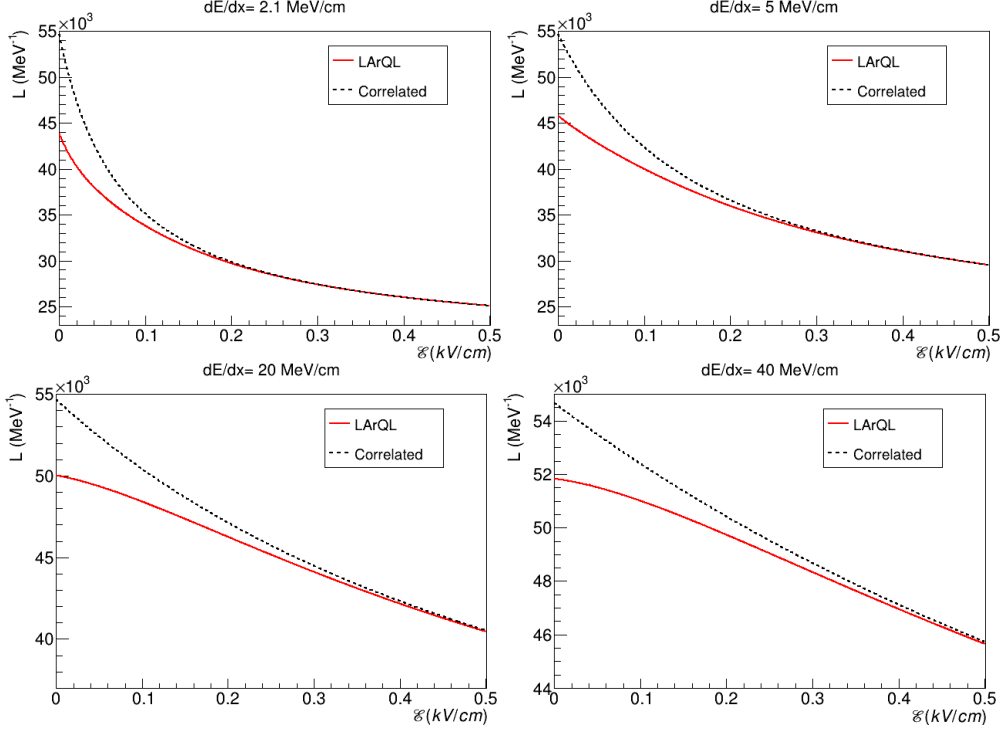 dE/dx= 2.1 MeV/cm
×10³
L (MeV⁻¹)
55
50
45
40
35
30
25
LArQL
Correlated
0 0.1 0.2 0.3 0.4 0.5
ℰ(kV/cm)
dE/dx= 5 MeV/cm
×10³
L (MeV⁻¹)
55
50
45
40
35
30
25
LArQL
Correlated
0 0.1 0.2 0.3 0.4 0.5
ℰ(kV/cm)
dE/dx= 20 MeV/cm
×10³
L (MeV⁻¹)
55
50
45
40
LArQL
Correlated
0 0.1 0.2 0.3 0.4 0.5
ℰ(kV/cm)
dE/dx= 40 MeV/cm
×10³
L (MeV⁻¹)
54
52
50
48
46
44
LArQL
Correlated
0 0.1 0.2 0.3 0.4 0.5
ℰ(kV/cm)